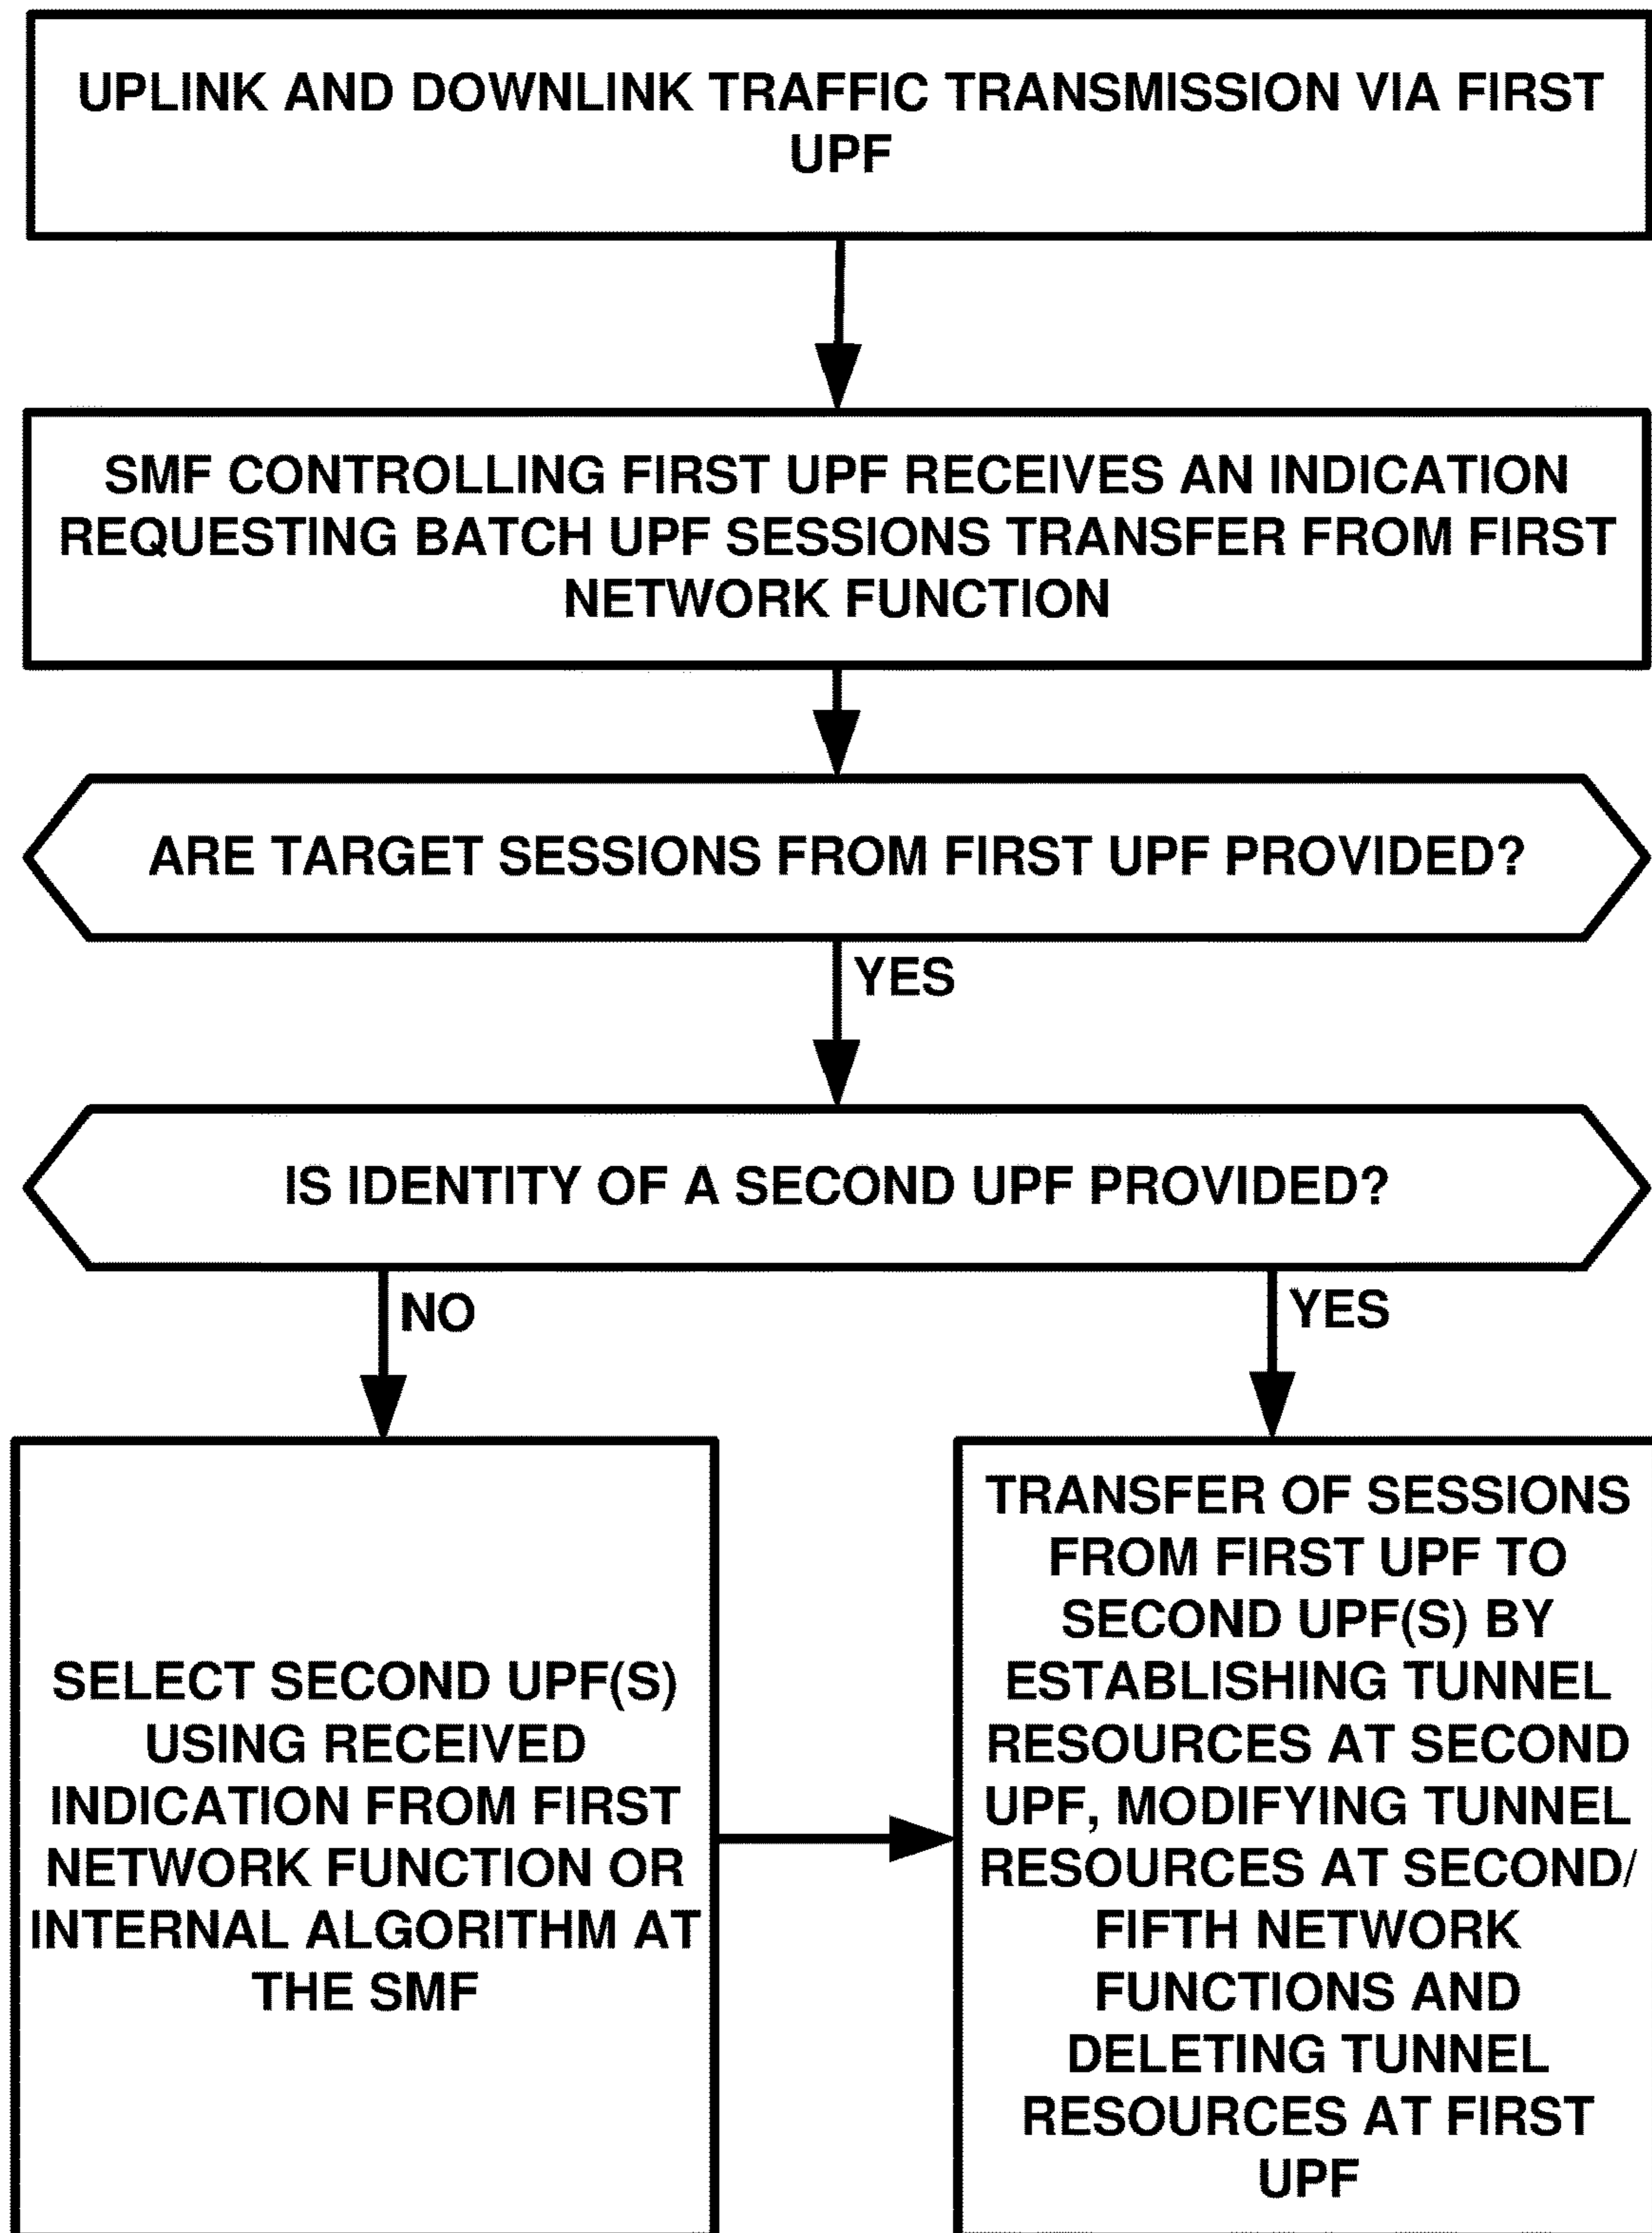 UPLINK AND DOWNLINK TRAFFIC TRANSMISSION VIA FIRST
UPF
SMF CONTROLLING FIRST UPF RECEIVES AN INDICATION
REQUESTING BATCH UPF SESSIONS TRANSFER FROM FIRST
NETWORK FUNCTION
ARE TARGET SESSIONS FROM FIRST UPF PROVIDED?
YES
IS IDENTITY OF A SECOND UPF PROVIDED?
NO
YES
SELECT SECOND UPF(S)
USING RECEIVED
INDICATION FROM FIRST
NETWORK FUNCTION OR
INTERNAL ALGORITHM AT
THE SMF
TRANSFER OF SESSIONS
FROM FIRST UPF TO
SECOND UPF(S) BY
ESTABLISHING TUNNEL
RESOURCES AT SECOND
UPF, MODIFYING TUNNEL
RESOURCES AT SECOND/
FIFTH NETWORK
FUNCTIONS AND
DELETING TUNNEL
RESOURCES AT FIRST
UPF